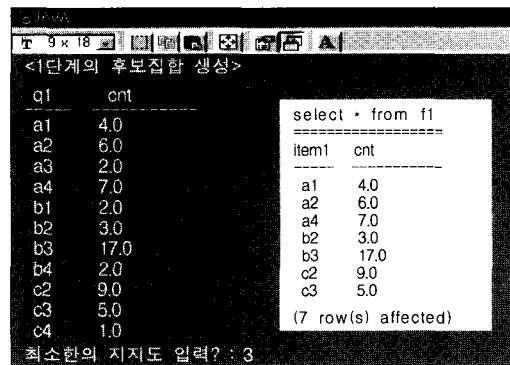 JAVA
T 9 x 18 A
<1단계의 후보집합 생성>
q1 cnt
a1 4.0
a2 6.0
a3 2.0
a4 7.0
b1 2.0
b2 3.0
b3 17.0
b4 2.0
c2 9.0
c3 5.0
c4 1.0
최소한의 지지도 입력? : 3
select * from f1
====================
item1 cnt
a1 4.0
a2 6.0
a4 7.0
b2 3.0
b3 17.0
c2 9.0
c3 5.0
(7 row(s) affected)